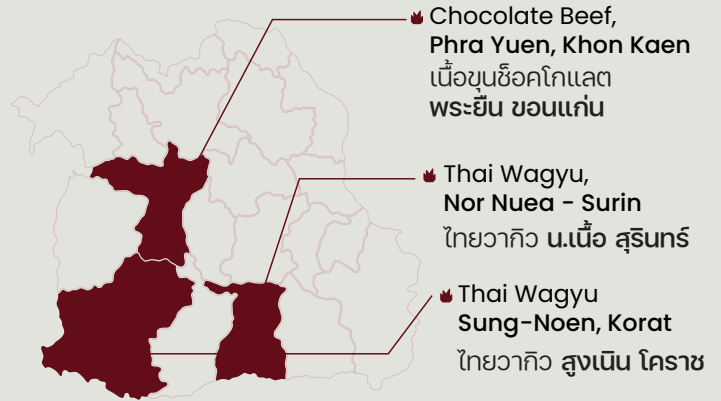 Chocolate Beef,
Phra Yuen, Khon Kaen
เนื้อขุนช็อคโกแลต
พระยืน ขอนแก่น
Thai Wagyu,
Nor Nuea - Surin
ไทยวากิว น.เนื้อ สุรินทร์
Thai Wagyu
Sung-Noen, Korat
ไทยวากิว สูงเนิน โคราช